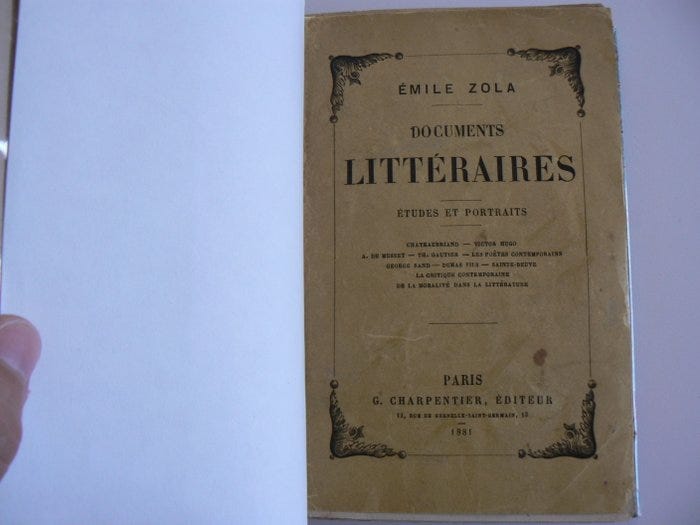 ÉMILE ZOLA
DOCUMENTS
LITTÉRAIRES
ÉTUDES ET PORTRAITS
CHATEAUBRIAND — VICTOR HUGO
A. DE MUSSET — TH. GAUTIER — LES POÈTES CONTEMPORAINS
GEORGE SAND — DUMAS FILS — SAINTE-BEUVE
LA CRITIQUE CONTEMPORAINE
DE LA MORALITÉ DANS LA LITTÉRATURE
PARIS
G. CHARPENTIER, ÉDITEUR
13, RUE DE GRENELLE-SAINT-GERMAIN, 13
1881